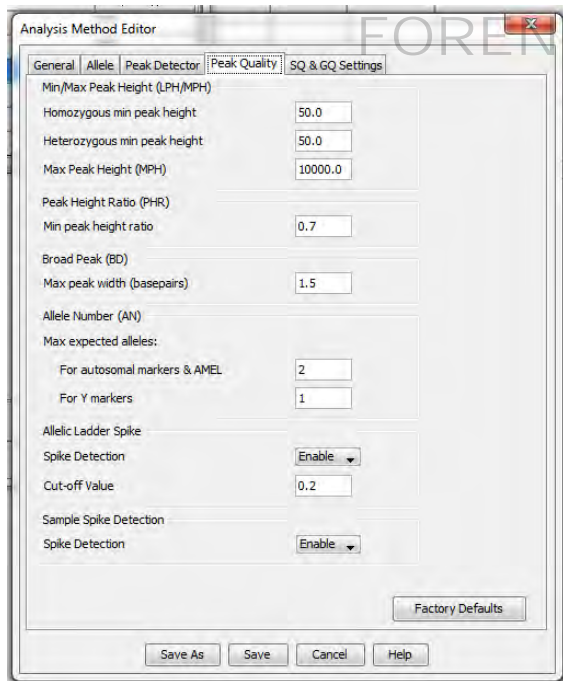 Analysis Method Editor
FOREN
General Allele Peak Detector Peak Quality SQ & GQ Settings
Min/Max Peak Height (LPH/MPH)
Homozygous min peak height 50.0
Heterozygous min peak height 50.0
Max Peak Height (MPH) 10000.0
Peak Height Ratio (PHR)
Min peak height ratio 0.7
Broad Peak (BD)
Max peak width (basepairs) 1.5
Allele Number (AN)
Max expected alleles:
For autosomal markers & AMEL 2
For Y markers 1
Allelic Ladder Spike
Spike Detection Enable
Cut-off Value 0.2
Sample Spike Detection
Spike Detection Enable
Factory Defaults
Save As Save Cancel Help